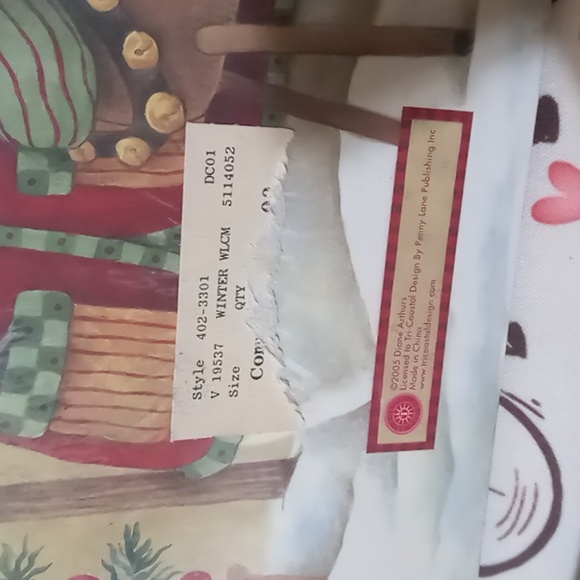 Style 402-3301 DC01
V 19537 WINTER WLCM 5114052
Size QTY
©2005 Diane Arthurs
Licensed to Tri-Coastal Design By Penny Lane Publishing Inc
Made in China
www.tricoastaldesign.com